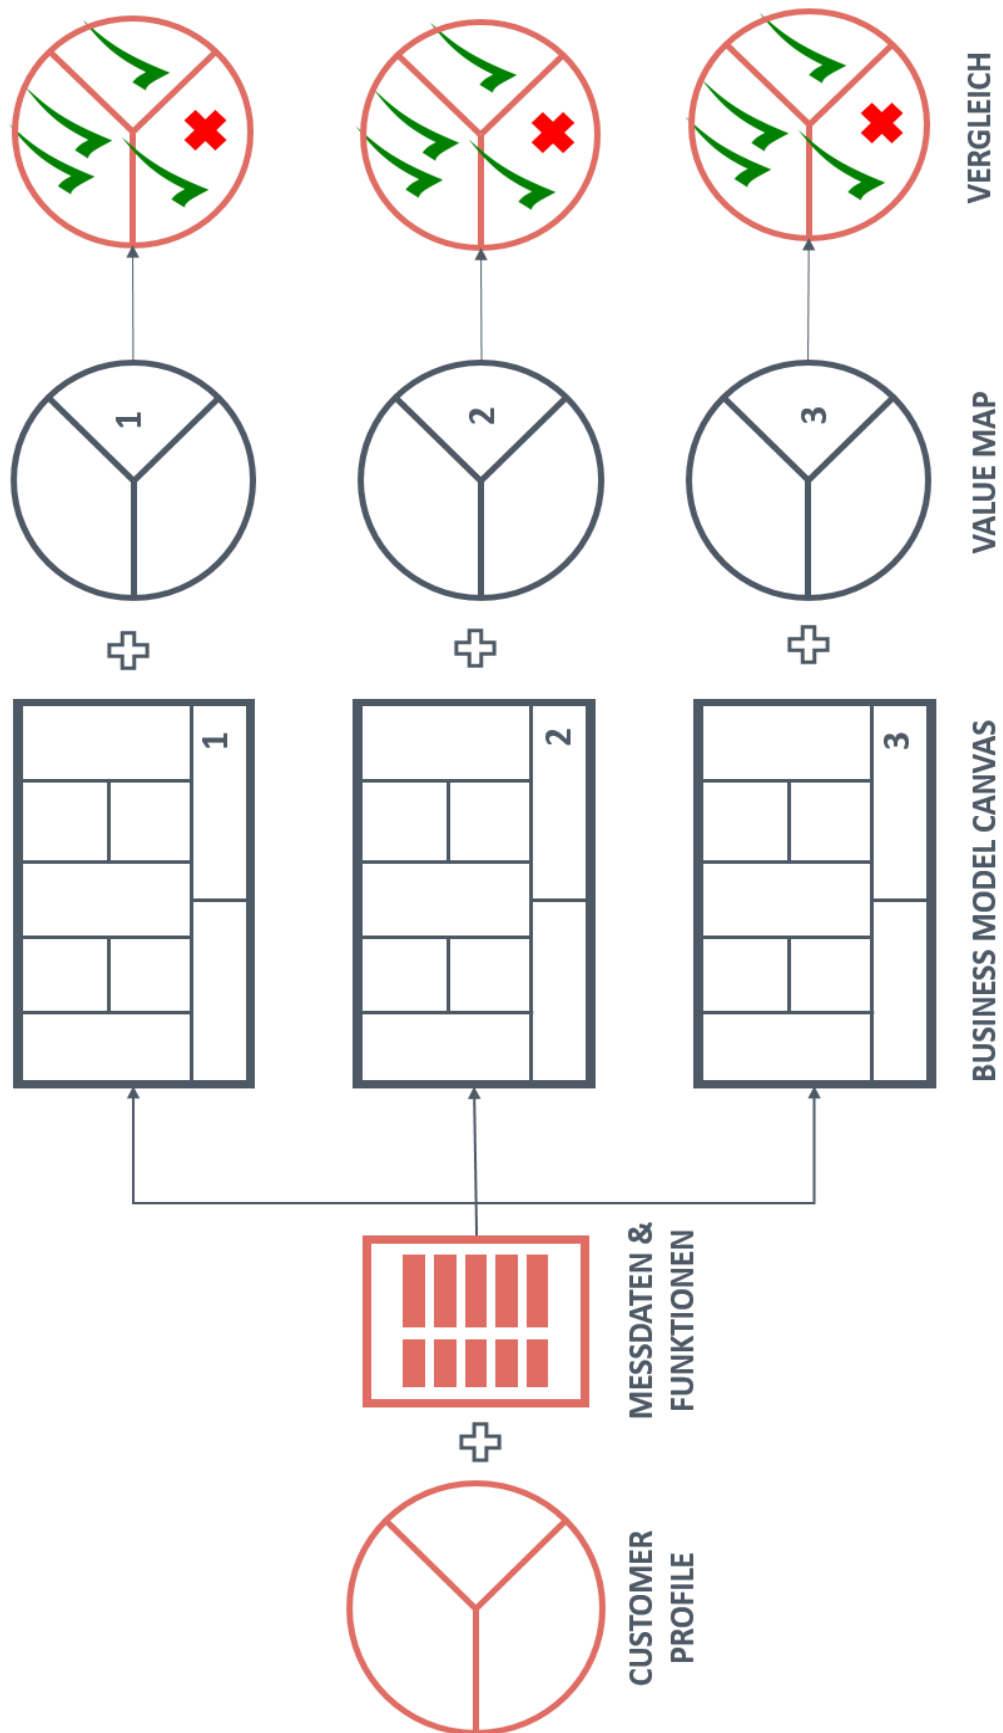 CUSTOMER
PROFILE
MESSDATEN &
FUNKTIONEN
1
2
3
BUSINESS MODEL CANVAS
1
2
3
VALUE MAP
VERGLEICH